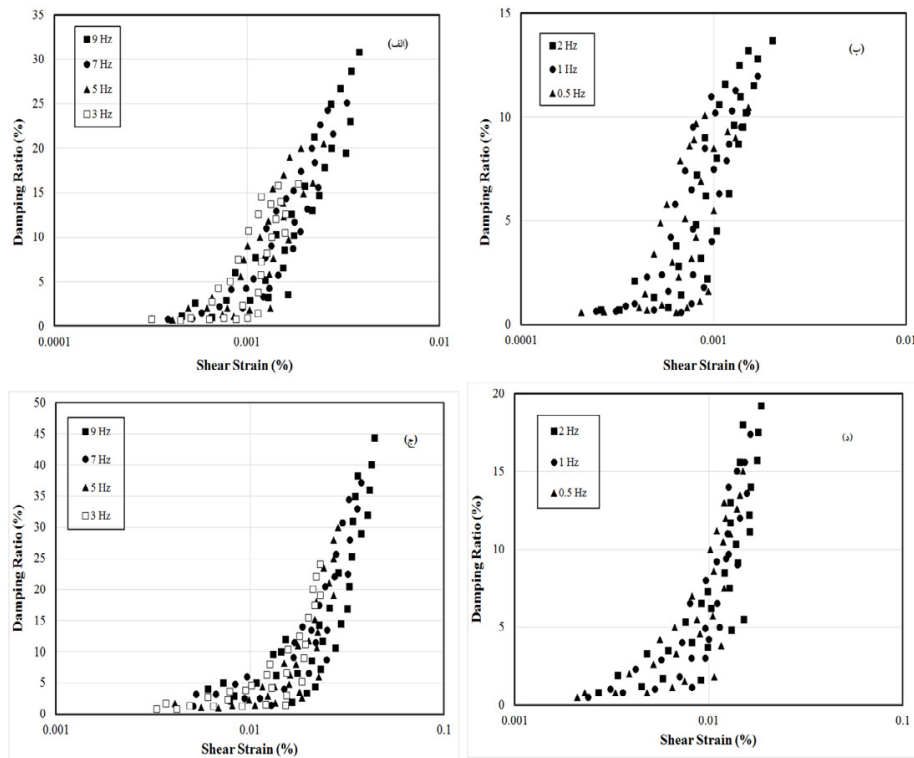 (الف)
35
30
25
20
15
10
5
0
Damping Ratio (%)
9 Hz
7 Hz
5 Hz
3 Hz
0.0001
0.001
0.01
Shear Strain (%)
(ب)
15
10
5
0
Damping Ratio (%)
2 Hz
1 Hz
0.5 Hz
0.0001
0.001
0.01
Shear Strain (%)
(ج)
50
45
40
35
30
25
20
15
10
5
0
Damping Ratio (%)
9 Hz
7 Hz
5 Hz
3 Hz
0.001
0.01
0.1
Shear Strain (%)
(د)
20
15
10
5
0
Damping Ratio (%)
2 Hz
1 Hz
0.5 Hz
0.001
0.01
0.1
Shear Strain (%)